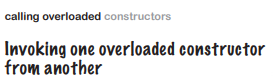 calling overloaded constructors
Invoking one overloaded constructor
from another